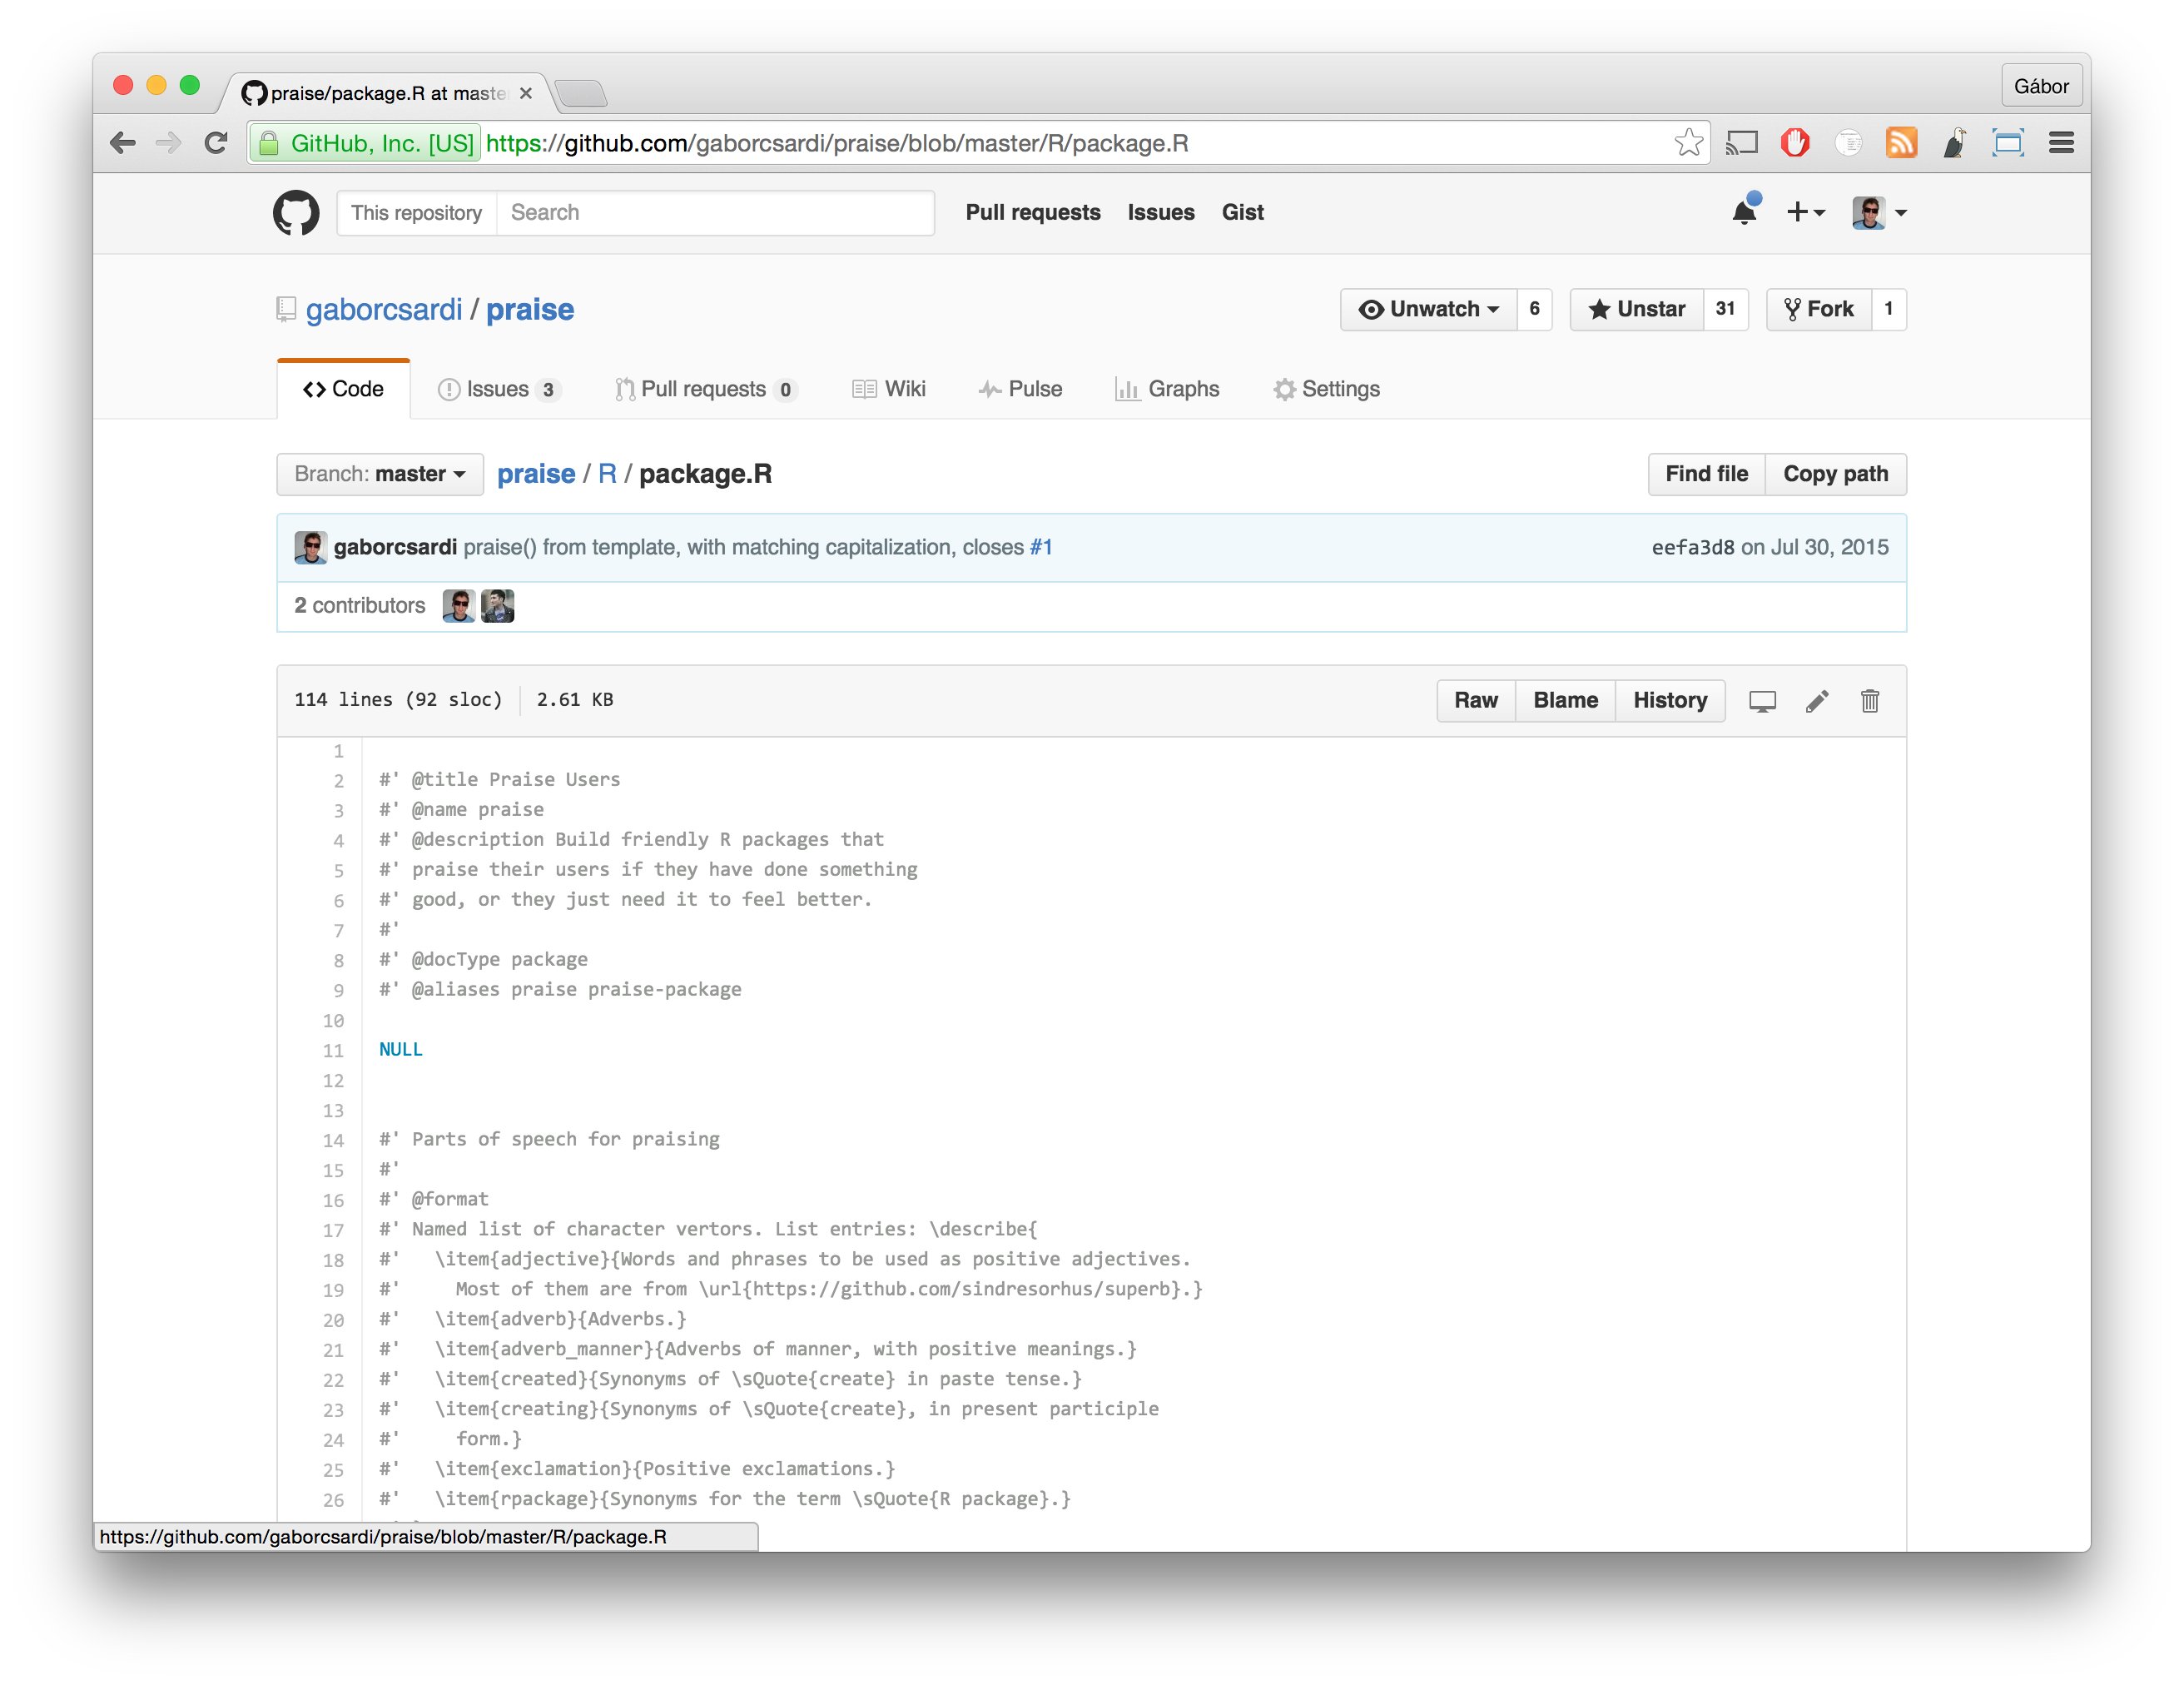 praise/package.R at maste
Gábor
GitHub, Inc. [US] https://github.com/gaborcsardi/praise/blob/master/R/package.R
This repository Search Pull requests Issues Gist
gaborcsardi / praise Unwatch 6 Unstar 31 Fork 1
Code Issues 3 Pull requests 0 Wiki Pulse Graphs Settings
Branch: master praise / R / package.R Find file Copy path
gaborcsardi praise() from template, with matching capitalization, closes #1 eefa3d8 on Jul 30, 2015
2 contributors
114 lines (92 sloc) 2.61 KB Raw Blame History
1
2 #' @title Praise Users
3 #' @name praise
4 #' @description Build friendly R packages that
5 #' praise their users if they have done something
6 #' good, or they just need it to feel better.
7 #'
8 #' @docType package
9 #' @aliases praise praise-package
10
11 NULL
12
13
14 #' Parts of speech for praising
15 #'
16 #' @format
17 #' Named list of character vertors. List entries: \describe{
18 #'   \item{adjective}{Words and phrases to be used as positive adjectives.
19 #'     Most of them are from \url{https://github.com/sindresorhus/superb}.}
20 #'   \item{adverb}{Adverbs.}
21 #'   \item{adverb_manner}{Adverbs of manner, with positive meanings.}
22 #'   \item{created}{Synonyms of \sQuote{create} in paste tense.}
23 #'   \item{creating}{Synonyms of \sQuote{create}, in present participle
24 #'     form.}
25 #'   \item{exclamation}{Positive exclamations.}
26 #'   \item{rpackage}{Synonyms for the term \sQuote{R package}.}
https://github.com/gaborcsardi/praise/blob/master/R/package.R